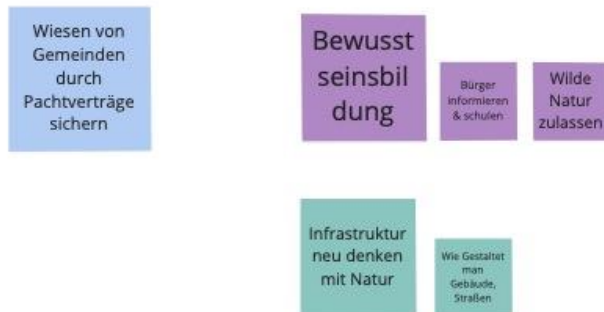 Wiesen von
Gemeinden
durch
Pachtverträge
sichern
Bewusst
seinsbil
dung
Bürger
informieren
& schulen
Wilde
Natur
zulassen
Infrastruktur
neu denken
mit Natur
Wie Gestaltet
man
Gebäude,
Straßen